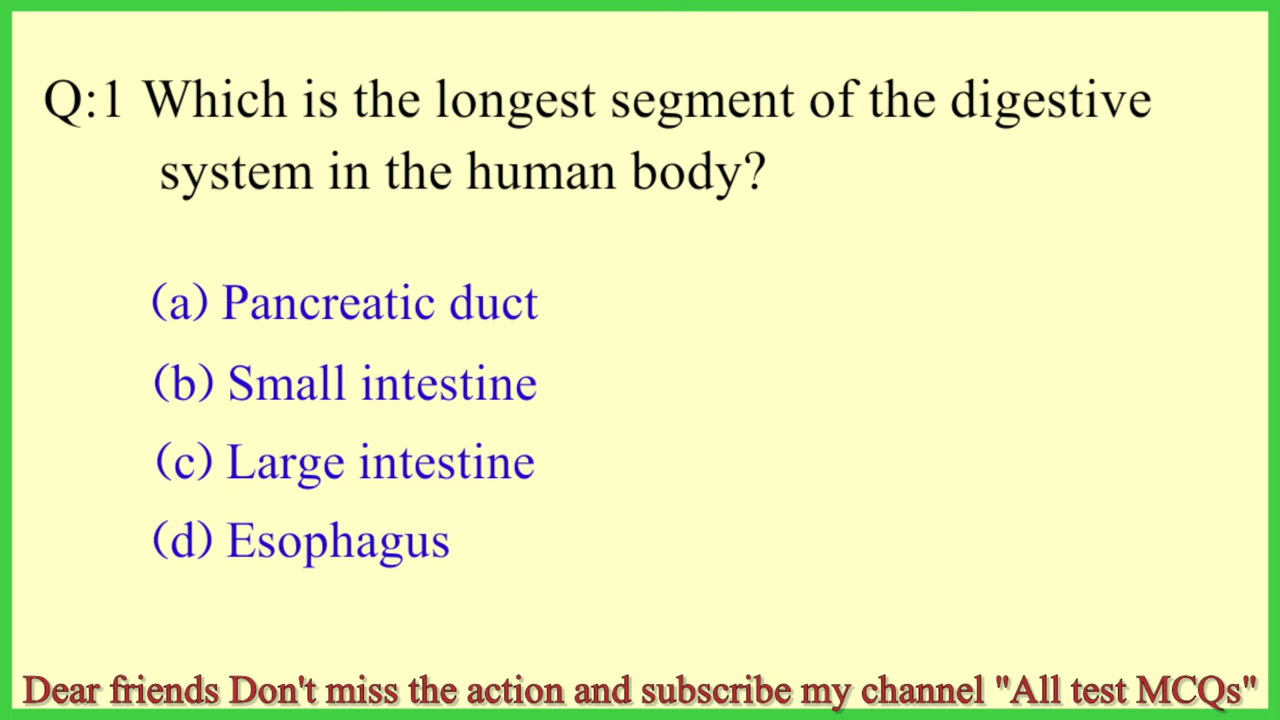 Q:1 Which is the longest segment of the digestive
system in the human body?
(a) Pancreatic duct
(b) Small intestine
(c) Large intestine
(d) Esophagus
Dear friends Don't miss the action and subscribe my channel "All test MCQs"